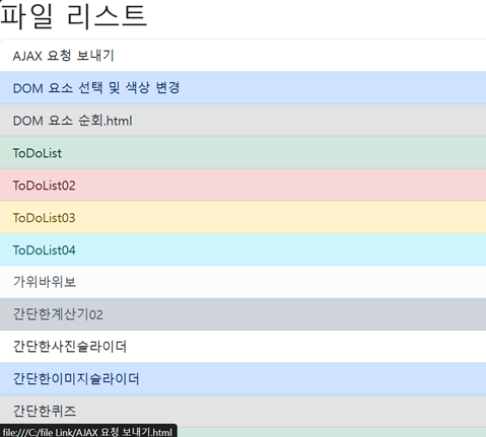 파일 리스트
AJAX 요청 보내기
DOM 요소 선택 및 색상 변경
DOM 요소 순회.html
ToDoList
ToDoList02
ToDoList03
ToDoList04
가위바위보
간단한계산기02
간단한사진슬라이더
간단한이미지슬라이더
간단한퀴즈
file:///C:/file Link/AJAX 요청 보내기.html